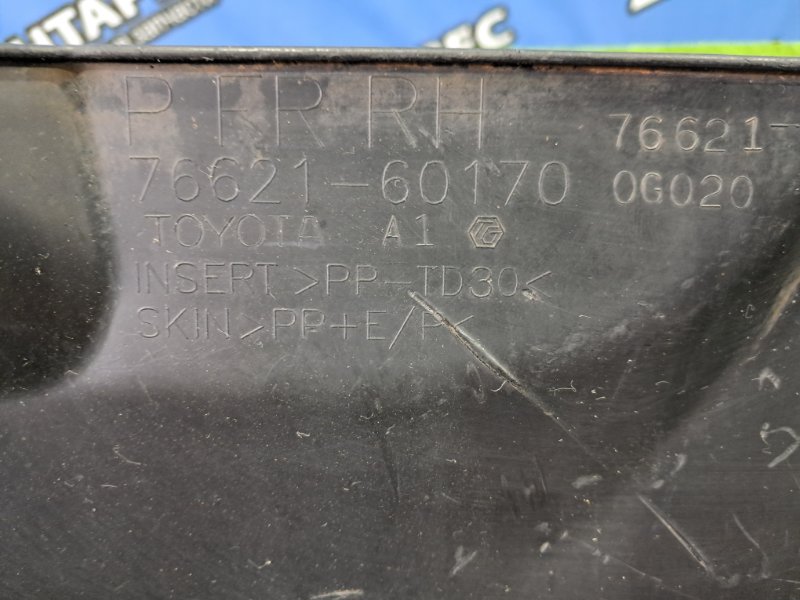 P FR RH
76621-60170
76621-
0G020
TOYOTA A1
INSERT >PP-TD30<
SKIN >PP+E/P<